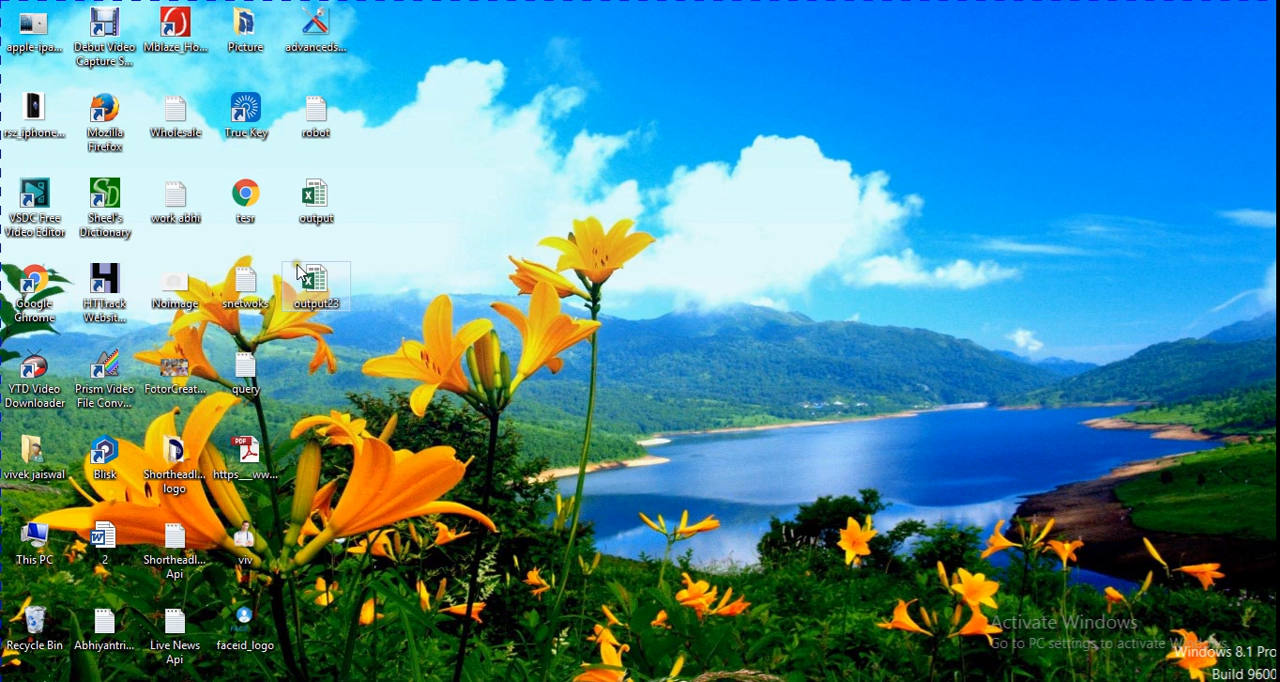 apple-ipa...
Debut Video
Capture S...
Mblaze_Ho...
Picture
advanceds...
rsz_iphone...
Mozilla
Firefox
Wholesale
True Key
robot
VSDC Free
Video Editor
Sheel's
Dictionary
work abhi
tesr
output
Google
Chrome
HTTrack
Websit...
Noimage
snetwoks
output23
YTD Video
Downloader
Prism Video
File Conv...
FotorCreat...
query
vivek jaiswal
Blisk
Shortheadl...
logo
https__ww...
This PC
2
Shortheadl...
Api
viv
Recycle Bin
Abhiyantri...
Live News
Api
faceid_logo
Activate Windows
Go to PC settings to activate Windows.
Windows 8.1 Pro
Build 9600